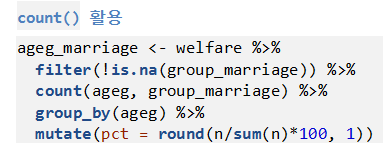 count() 활용
ageg_marriage <- welfare %>%
  filter(!is.na(group_marriage)) %>%
  count(ageg, group_marriage) %>%
  group_by(ageg) %>%
  mutate(pct = round(n/sum(n)*100, 1))